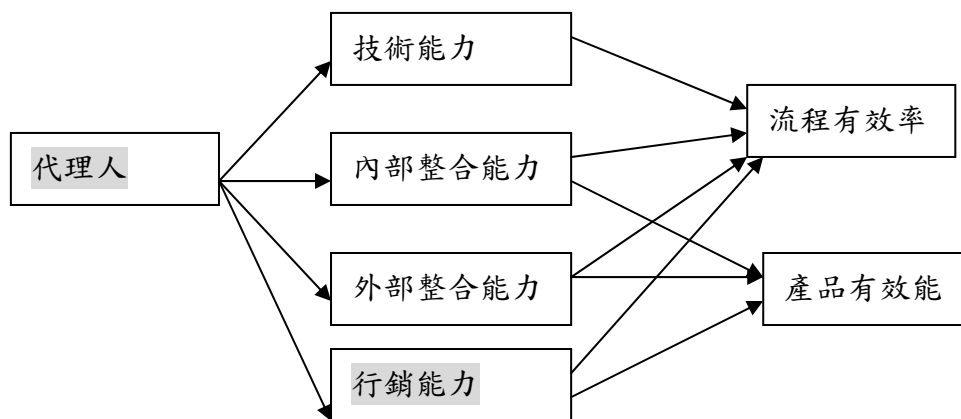 技術能力
流程有效率
代理人
內部整合能力
外部整合能力
產品有效能
行銷能力